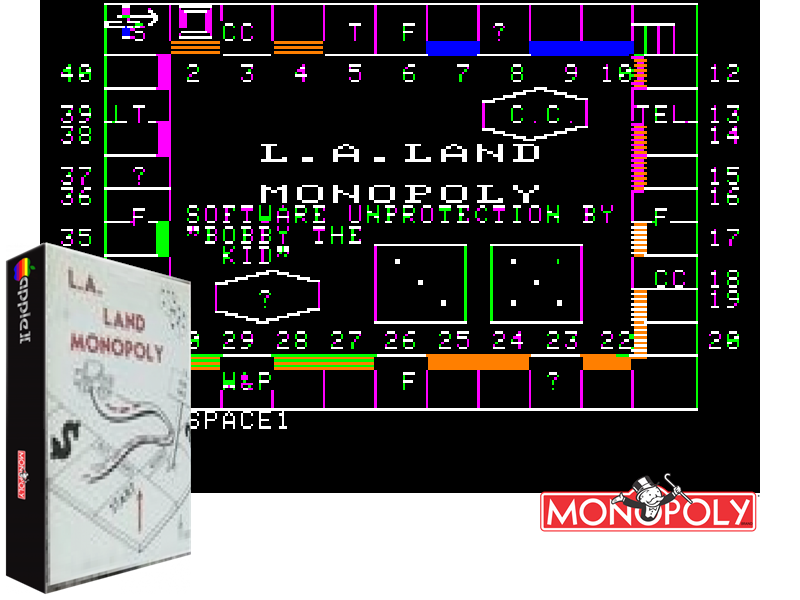 S CC T F ?
40 2 3 4 5 6 7 8 9 10 12
TEL 13
39 LT. C.C. 14
38 L.A.LAND
37 ? 15
36 MONOPOLY 16
F SOFTWARE UNPROTECTION BY F
35 "BOBBY THE 17
KID"
CC 18
? 19
29 28 27 26 25 24 23 22 20
W&P F ?
SPACE1
apple II
L.A.
LAND
MONOPOLY
START
MONOPOLY
MONOPOLY